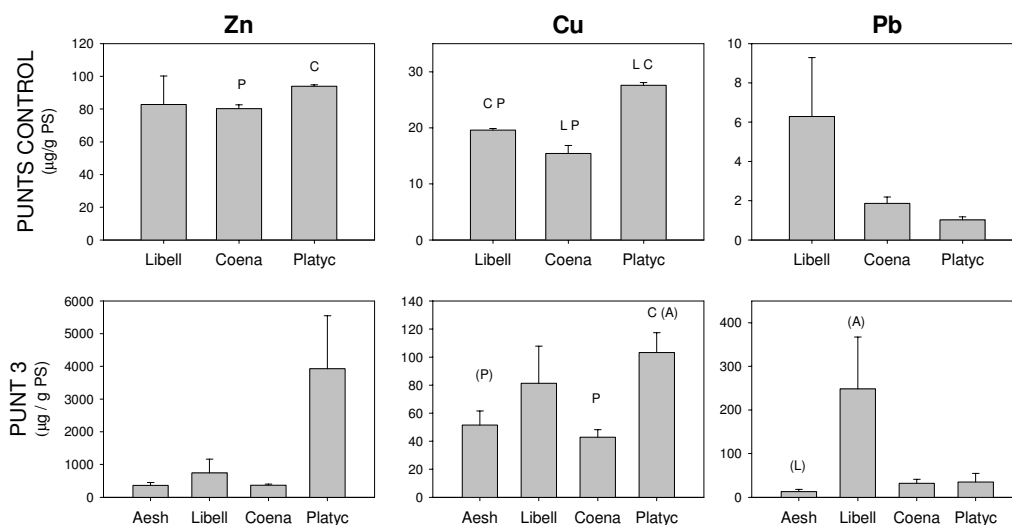 Zn Cu Pb
PUNTS CONTROL
(µg/g PS)
120
100
80
60
40
20
0
P
C
Libell Coena Platyc
30
20
10
0
C P
L P
L C
Libell Coena Platyc
10
8
6
4
2
0
Libell Coena Platyc
PUNT 3
(µg / g PS)
6000
5000
4000
3000
2000
1000
0
Aesh Libell Coena Platyc
140
120
100
80
60
40
20
0
(P)
P
C (A)
Aesh Libell Coena Platyc
400
300
200
100
0
(L)
(A)
Aesh Libell Coena Platyc